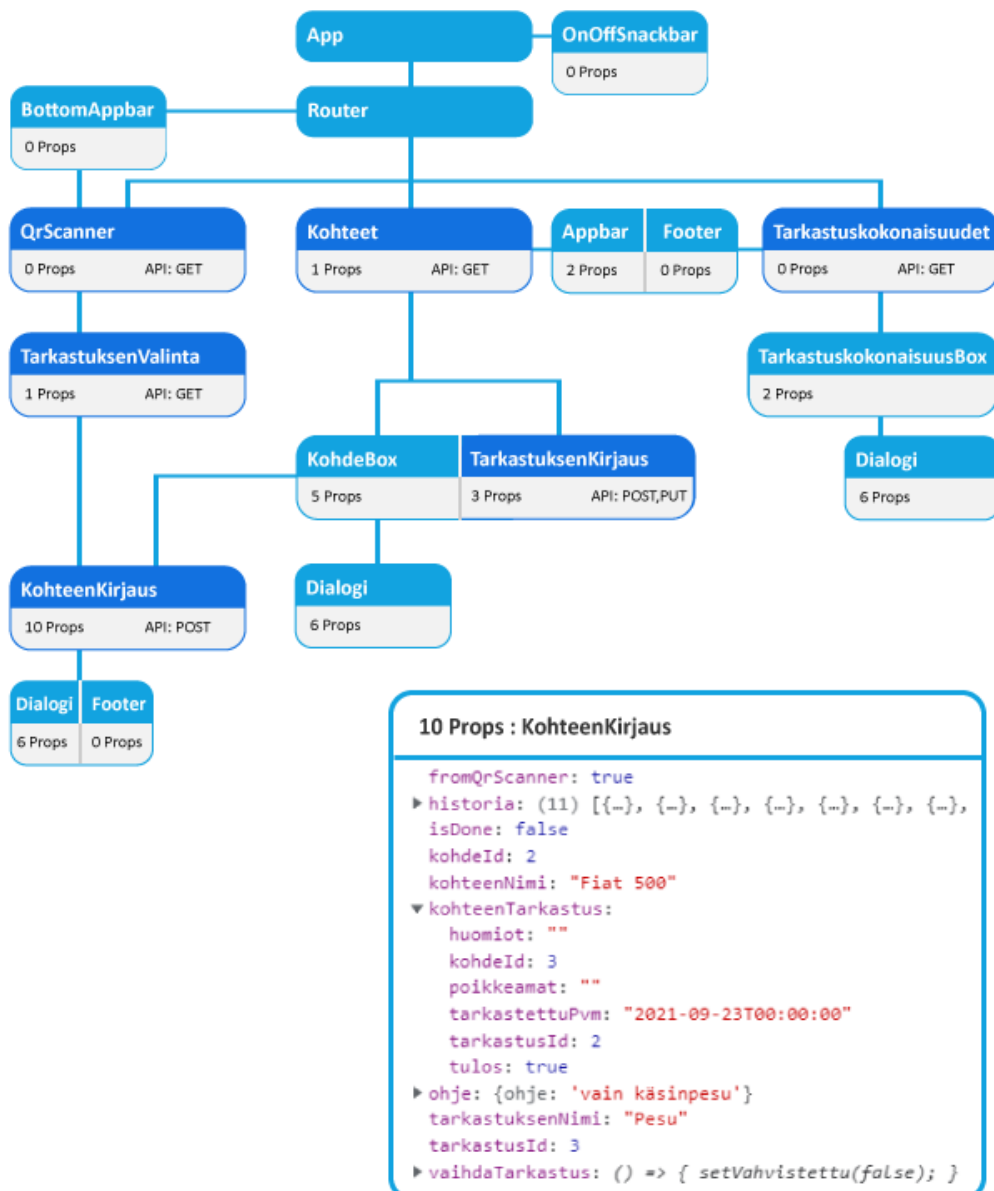 App
OnOffSnackbar
0 Props
BottomAppbar
0 Props
Router
QrScanner
0 Props API: GET
Kohteet
1 Props API: GET
Appbar Footer
2 Props 0 Props
Tarkastuskokonaisuudet
0 Props API: GET
TarkastuksenValinta
1 Props API: GET
TarkastuskokonaisuusBox
2 Props
KohdeBox
5 Props
TarkastuksenKirjaus
3 Props API: POST,PUT
Dialogi
6 Props
KohteenKirjaus
10 Props API: POST
Dialogi
6 Props
Dialogi Footer
6 Props 0 Props
10 Props : KohteenKirjaus
fromQrScanner: true
▶ historia: (11) [{…}, {…}, {…}, {…}, {…}, {…}, {…},
isDone: false
kohdeId: 2
kohteenNimi: "Fiat 500"
▼ kohteenTarkastus:
huomiot: ""
kohdeId: 3
poikkeamat: ""
tarkastettuPvm: "2021-09-23T00:00:00"
tarkastusId: 2
tulos: true
▶ ohje: {ohje: 'vain käsinpesu'}
tarkastuksenNimi: "Pesu"
tarkastusId: 3
▶ vaihdaTarkastus: () => { setVahvistettu(false); }